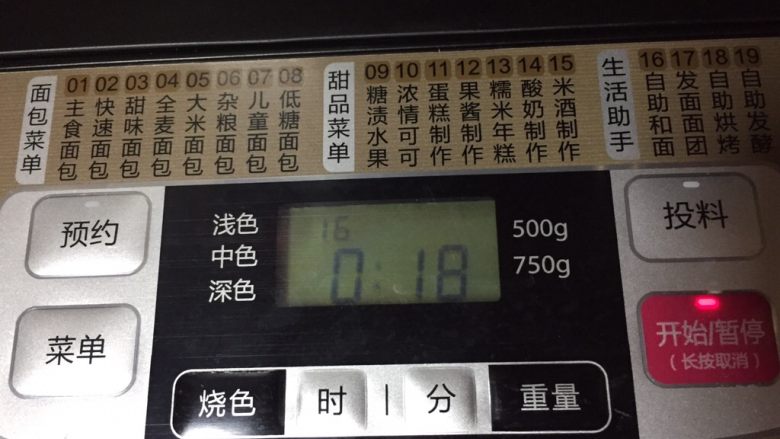 面包菜单
01 主食面包
02 快速面包
03 甜味面包
04 全麦面包
05 大米面包
06 杂粮面包
07 儿童面包
08 低糖面包
甜品菜单
09 糖渍水果
10 浓情可可
11 蛋糕制作
12 果酱制作
13 糯米年糕
14 酸奶制作
15 米酒制作
生活助手
16 自助和面
17 发面面团
18 自助烘烤
19 自助发酵
预约
浅色
中色
深色
16
0:18
500g
750g
投料
菜单
开始/暂停
(长按取消)
烧色
时 | 分
重量